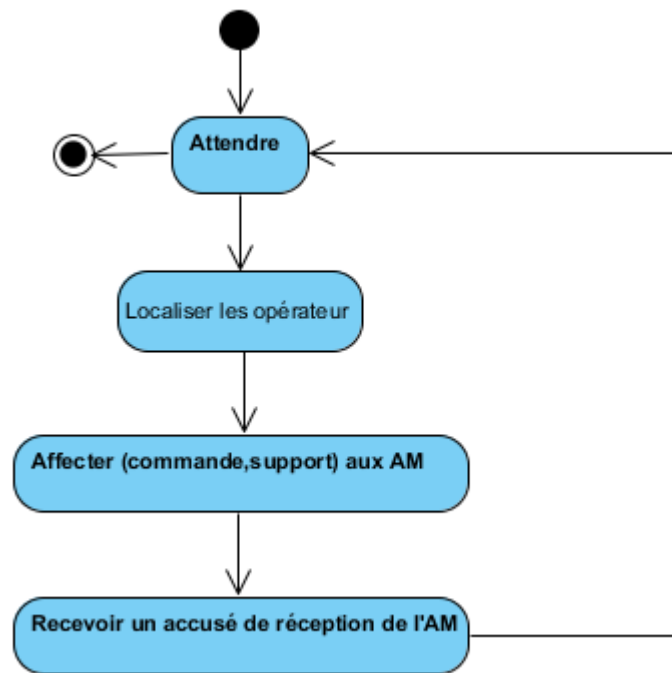 Attendre
Localiser les opérateur
Affecter (commande,support) aux AM
Recevoir un accusé de réception de l'AM